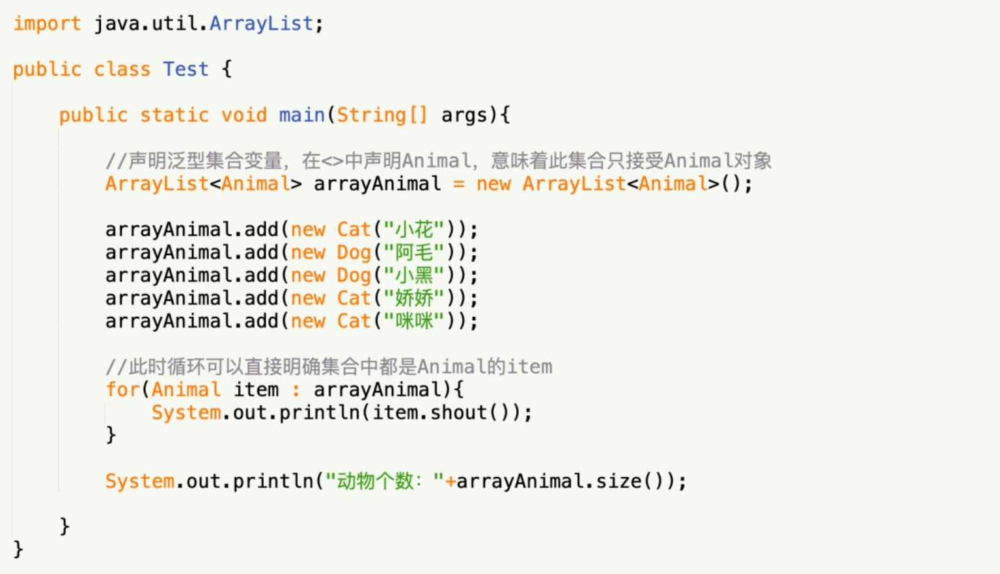 import java.util.ArrayList;
public class Test {
public static void main(String[] args){
//声明泛型集合变量，在<>中声明Animal，意味着此集合只接受Animal对象
ArrayList<Animal> arrayAnimal = new ArrayList<Animal>();
arrayAnimal.add(new Cat("小花"));
arrayAnimal.add(new Dog("阿毛"));
arrayAnimal.add(new Dog("小黑"));
arrayAnimal.add(new Cat("娇娇"));
arrayAnimal.add(new Cat("咪咪"));
//此时循环可以直接明确集合中都是Animal的item
for(Animal item : arrayAnimal){
System.out.println(item.shout());
}
System.out.println("动物个数："+arrayAnimal.size());
}
}